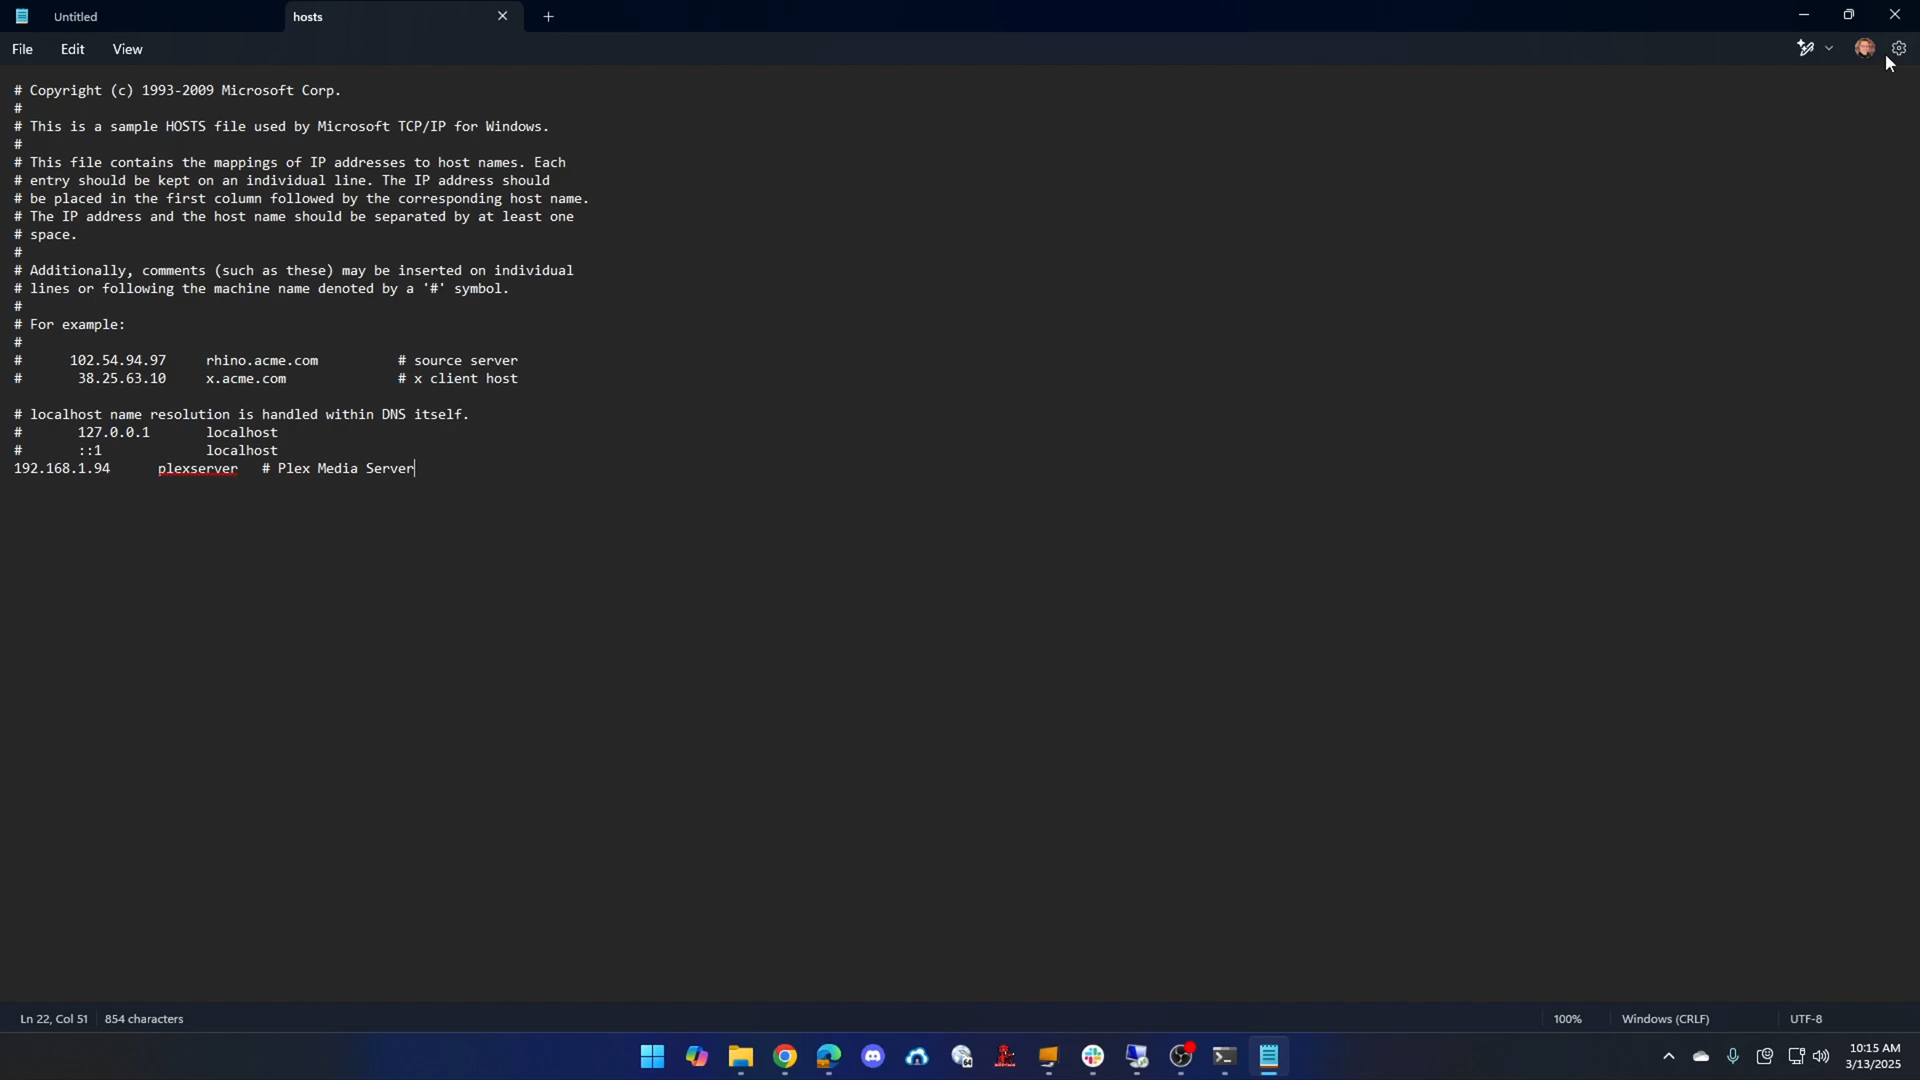 Untitled
hosts
File Edit View
# Copyright (c) 1993-2009 Microsoft Corp.
#
# This is a sample HOSTS file used by Microsoft TCP/IP for Windows.
#
# This file contains the mappings of IP addresses to host names. Each
# entry should be kept on an individual line. The IP address should
# be placed in the first column followed by the corresponding host name.
# The IP address and the host name should be separated by at least one
# space.
#
# Additionally, comments (such as these) may be inserted on individual
# lines or following the machine name denoted by a '#' symbol.
#
# For example:
#
#      102.54.94.97     rhino.acme.com          # source server
#       38.25.63.10     x.acme.com              # x client host

# localhost name resolution is handled within DNS itself.
#       127.0.0.1       localhost
#       ::1             localhost
192.168.1.94      plexserver   # Plex Media Server
Ln 22, Col 51 854 characters 100% Windows (CRLF) UTF-8
10:15 AM
3/13/2025